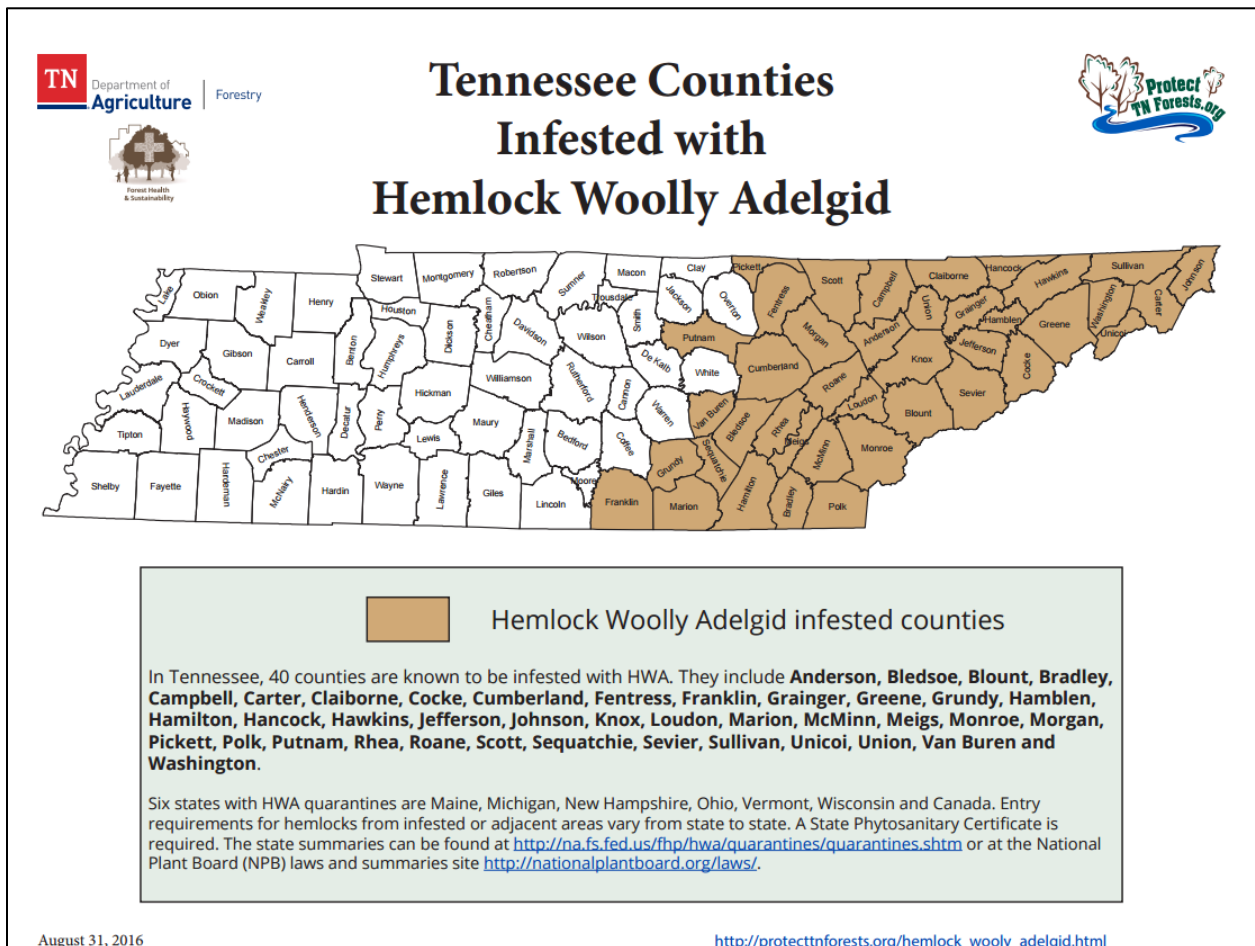 TN
Department of
Agriculture
Forestry
Forest Health
& Sustainability
Tennessee Counties
Infested with
Hemlock Woolly Adelgid
Protect
TN Forests.org
Lake
Obion
Weakley
Henry
Stewart
Montgomery
Robertson
Sumner
Macon
Clay
Pickett
Scott
Campbell
Claiborne
Hancock
Hawkins
Sullivan
Johnson
Trousdale
Jackson
Overton
Fentress
Union
Grainger
Washington
Carter
Houston
Dickson
Cheatham
Davidson
Wilson
Smith
Putnam
Morgan
Anderson
Hamblen
Greene
Unicoi
Dyer
Gibson
Carroll
Benton
Humphreys
Williamson
Rutherford
De Kalb
White
Cumberland
Knox
Jefferson
Cocke
Lauderdale
Crockett
Haywood
Madison
Henderson
Decatur
Perry
Hickman
Maury
Cannon
Warren
Van Buren
Bledsoe
Rhea
Roane
Loudon
Blount
Sevier
Tipton
Chester
Lewis
Marshall
Bedford
Coffee
Grundy
Sequatchie
Meigs
McMinn
Monroe
Shelby
Fayette
Hardeman
McNairy
Hardin
Wayne
Lawrence
Giles
Lincoln
Moore
Franklin
Marion
Hamilton
Bradley
Polk
Hemlock Woolly Adelgid infested counties
In Tennessee, 40 counties are known to be infested with HWA. They include Anderson, Bledsoe, Blount, Bradley,
Campbell, Carter, Claiborne, Cocke, Cumberland, Fentress, Franklin, Grainger, Greene, Grundy, Hamblen,
Hamilton, Hancock, Hawkins, Jefferson, Johnson, Knox, Loudon, Marion, McMinn, Meigs, Monroe, Morgan,
Pickett, Polk, Putnam, Rhea, Roane, Scott, Sequatchie, Sevier, Sullivan, Unicoi, Union, Van Buren and
Washington.
Six states with HWA quarantines are Maine, Michigan, New Hampshire, Ohio, Vermont, Wisconsin and Canada. Entry
requirements for hemlocks from infested or adjacent areas vary from state to state. A State Phytosanitary Certificate is
required. The state summaries can be found at http://na.fs.fed.us/fhp/hwa/quarantines/quarantines.shtm or at the National
Plant Board (NPB) laws and summaries site http://nationalplantboard.org/laws/.
August 31, 2016
http://protecttnforests.org/hemlock_wooly_adelgid.html